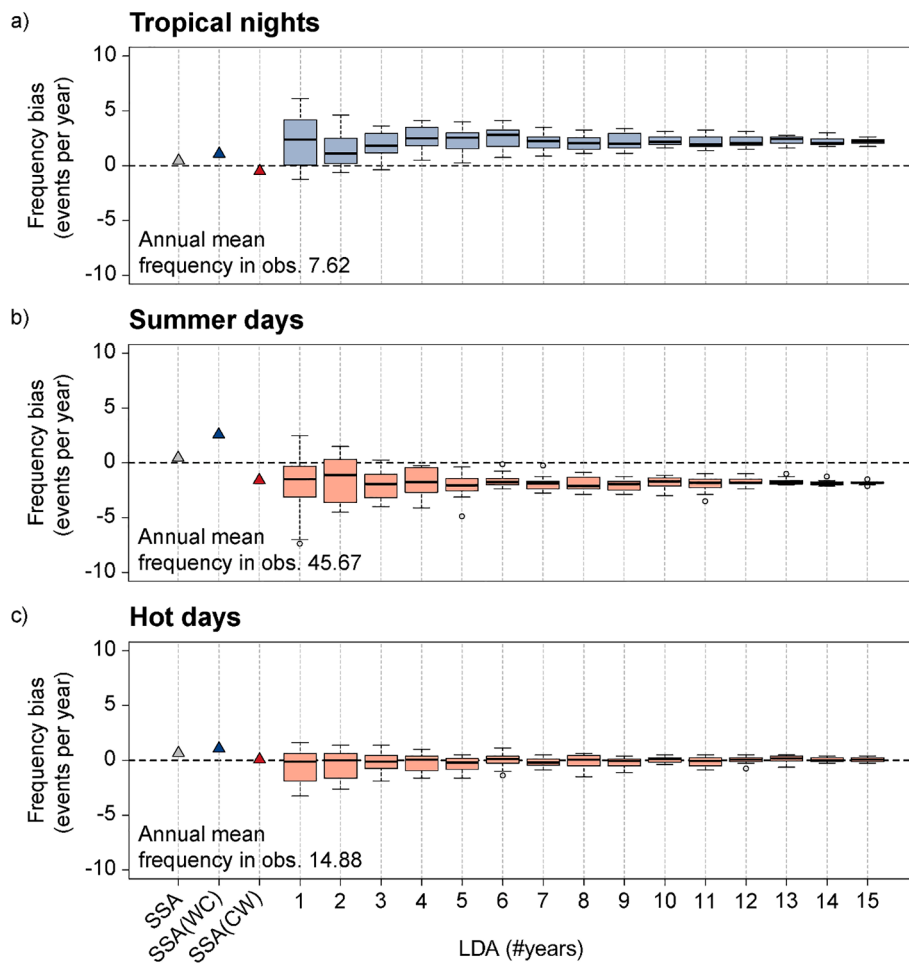 a)
Tropical nights
Frequency bias
(events per year)
10
5
0
-5
-10
Annual mean
frequency in obs. 7.62
b)
Summer days
Frequency bias
(events per year)
10
5
0
-5
-10
Annual mean
frequency in obs. 45.67
c)
Hot days
Frequency bias
(events per year)
10
5
0
-5
-10
Annual mean
frequency in obs. 14.88
SSA
SSA(WC)
SSA(CW)
1 2 3 4 5 6 7 8 9 10 11 12 13 14 15
LDA (#years)